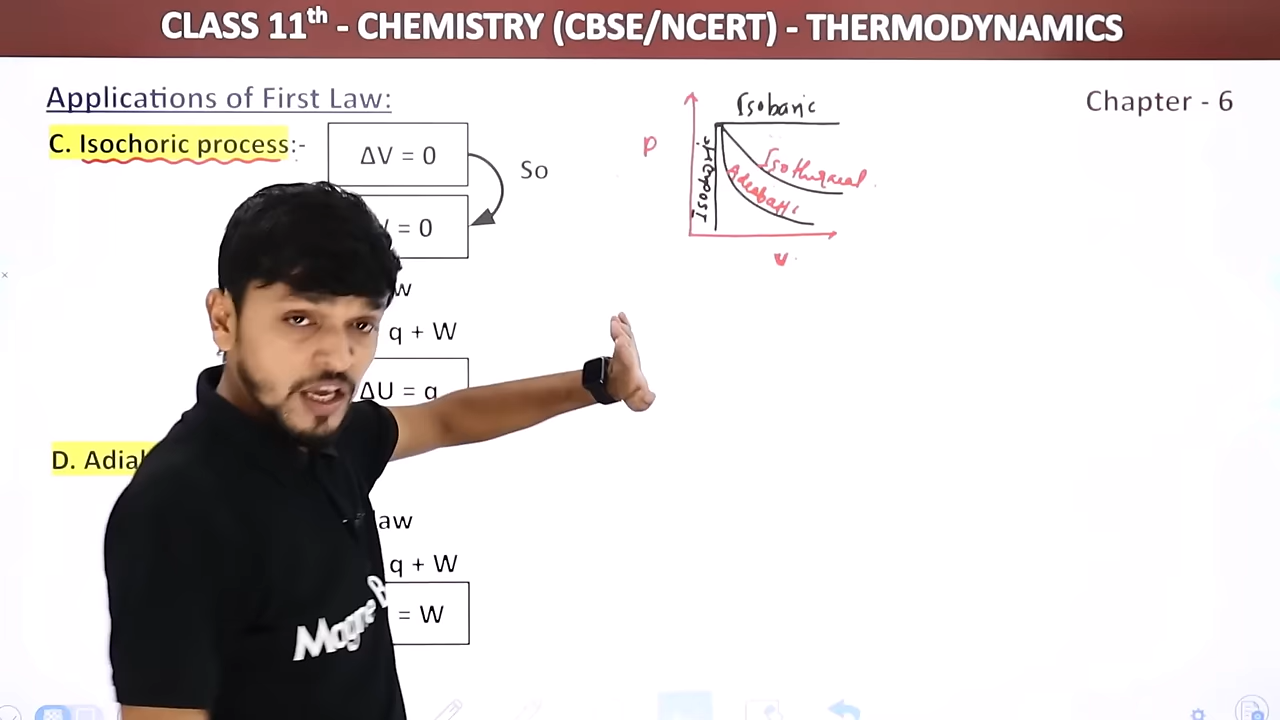 CLASS 11th - CHEMISTRY (CBSE/NCERT) - THERMODYNAMICS
Applications of First Law:
Chapter - 6
C. Isochoric process:-
ΔV = 0
So
= 0
w
q + W
ΔU = q
D. Adiab
law
q + W
= W
P
Isobaric
Isochoric
Isothermal
Adiabatic
V
Magne B